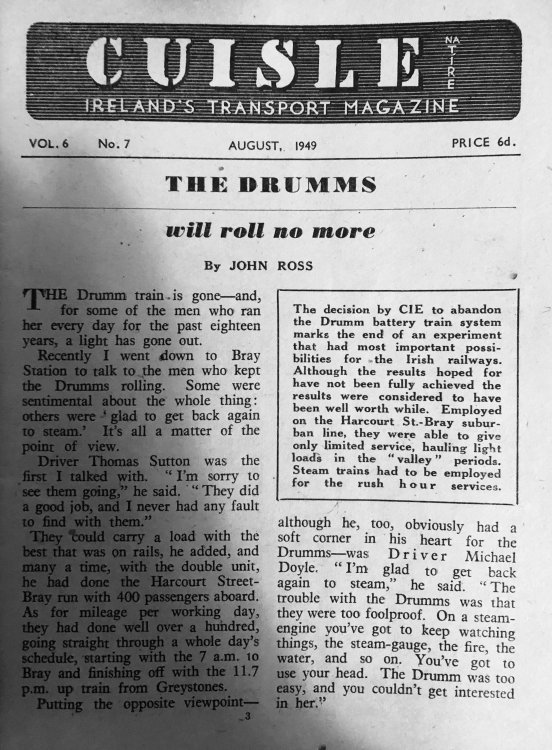 CUISLE NA TIRE
IRELAND'S TRANSPORT MAGAZINE
VOL. 6 No. 7 AUGUST, 1949 PRICE 6d.
THE DRUMMS
will roll no more
By JOHN ROSS
THE Drumm train is gone—and,
for some of the men who ran
her every day for the past eighteen
years, a light has gone out.
Recently I went down to Bray
Station to talk to the men who kept
the Drumms rolling. Some were
sentimental about the whole thing:
others were ‘glad to get back again
to steam.’ It's all a matter of the
point of view.
Driver Thomas Sutton was the
first I talked with. “I'm sorry to
see them going,” he said. “They did
a good job, and I never had any fault
to find with them.”
They could carry a load with the
best that was on rails, he added, and
many a time, with the double unit,
he had done the Harcourt Street-
Bray run with 400 passengers aboard.
As for mileage per working day,
they had done well over a hundred,
going straight through a whole day's
schedule, starting with the 7 a.m. to
Bray and finishing off with the 11.7
p.m. up train from Greystones.
Putting the opposite viewpoint—
The decision by CIE to abandon
the Drumm battery train system
marks the end of an experiment
that had most important possi-
bilities for the Irish railways.
Although the results hoped for
have not been fully achieved the
results were considered to have
been well worth while. Employed
on the Harcourt St.-Bray subur-
ban line, they were able to give
only limited service, hauling light
loads in the “valley” periods.
Steam trains had to be employed
for the rush hour services.
although he, too, obviously had a
soft corner in his heart for the
Drumms—was Driver Michael
Doyle. “I'm glad to get back
again to steam,” he said. “The
trouble with the Drumms was that
they were too foolproof. On a steam-
engine you've got to keep watching
things, the steam-gauge, the fire, the
water, and so on. You've got to
use your head. The Drumm was too
easy, and you couldn't get interested
in her.”
3